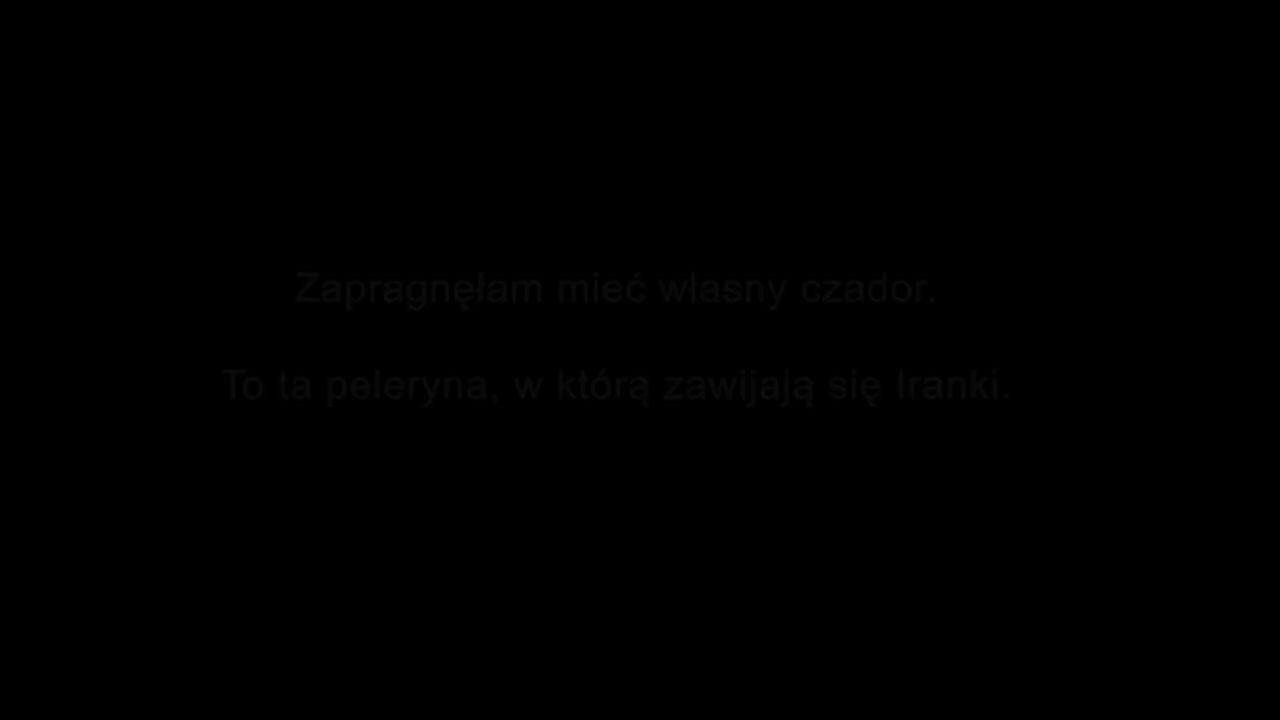 Zapragnęłam mieć własny czador.
To ta peleryna, w którą zawijają się Iranki.